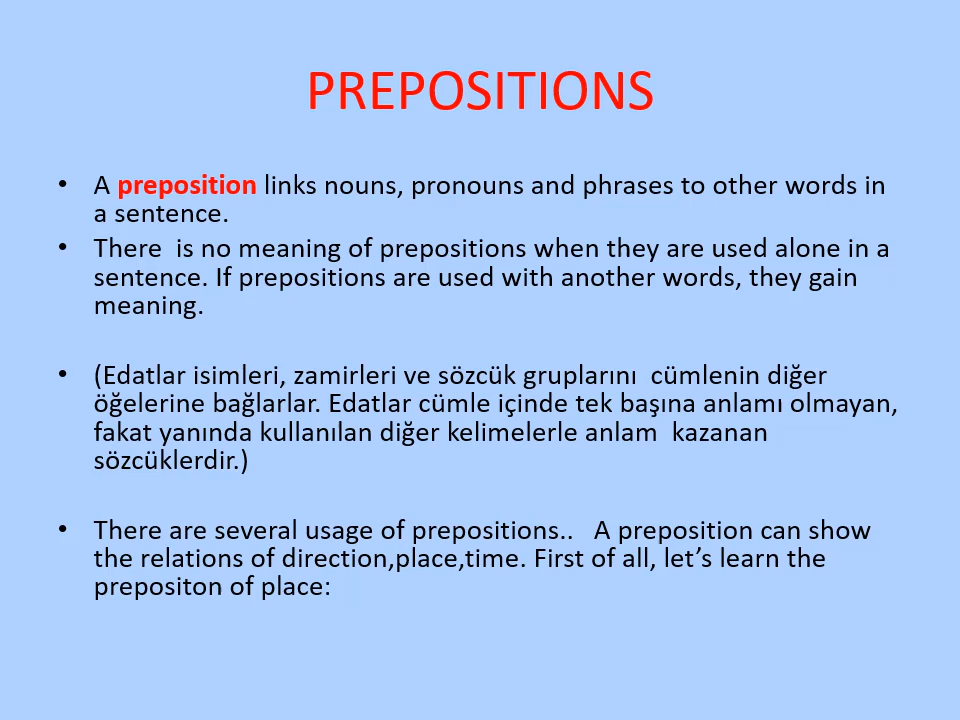 PREPOSITIONS
• A preposition links nouns, pronouns and phrases to other words in
a sentence.
• There  is no meaning of prepositions when they are used alone in a
sentence. If prepositions are used with another words, they gain
meaning.
• (Edatlar isimleri, zamirleri ve sözcük gruplarını  cümlenin diğer
öğelerine bağlarlar. Edatlar cümle içinde tek başına anlamı olmayan,
fakat yanında kullanılan diğer kelimelerle anlam  kazanan
sözcüklerdir.)
• There are several usage of prepositions..   A preposition can show
the relations of direction,place,time. First of all, let’s learn the
prepositon of place: